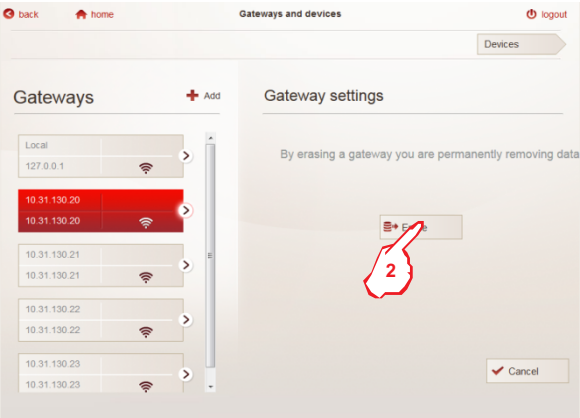 back home Gateways and devices logout
Devices
Gateways Add Gateway settings
Local
127.0.0.1
By erasing a gateway you are permanently removing data
10.31.130.20
10.31.130.20
2
10.31.130.21
10.31.130.21
10.31.130.22
10.31.130.22
10.31.130.23
10.31.130.23
Cancel